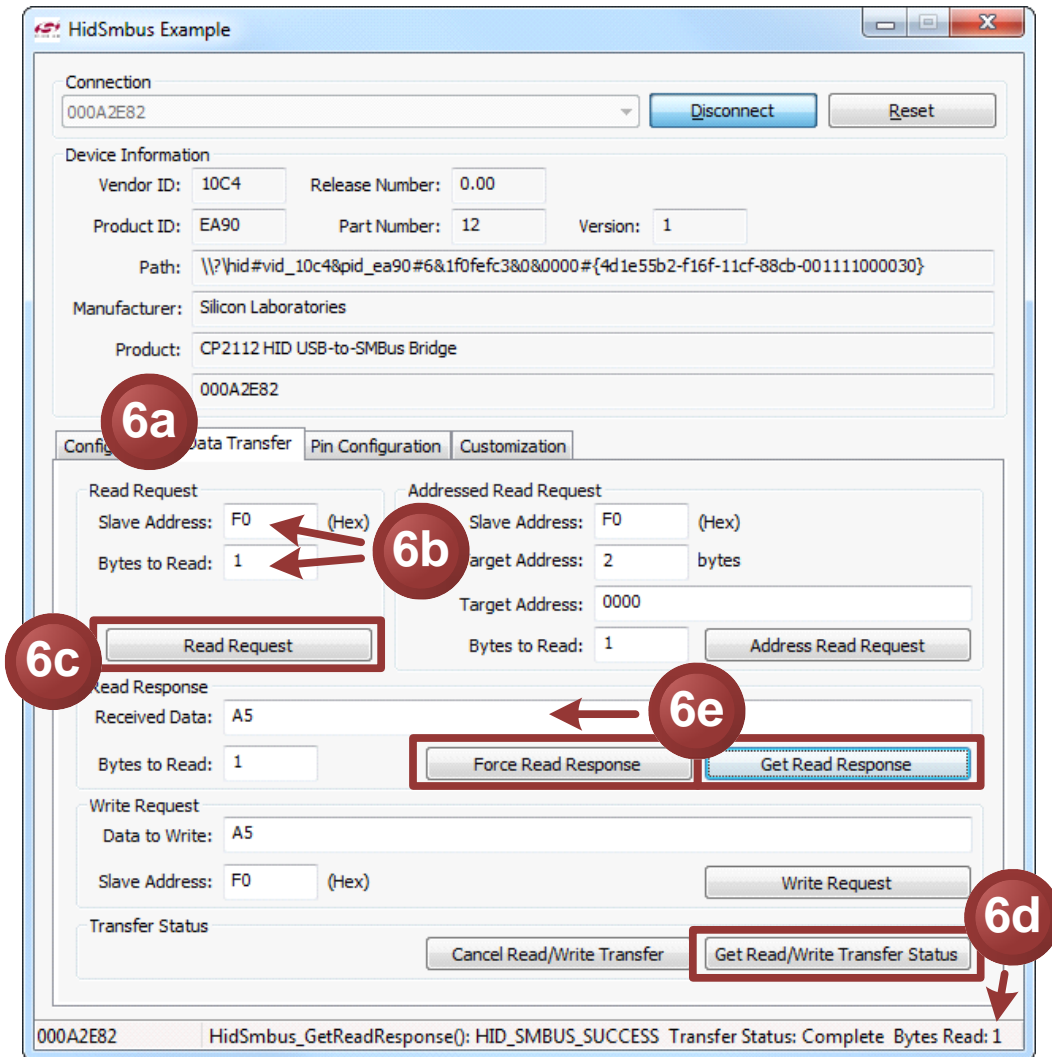 HidSmbus Example
Connection
000A2E82 Disconnect Reset
Device Information
Vendor ID: 10C4 Release Number: 0.00
Product ID: EA90 Part Number: 12 Version: 1
Path: \\?\hid#vid_10c4&pid_ea90#6&1f0fefc3&0&0000#{4d1e55b2-f16f-11cf-88cb-001111000030}
Manufacturer: Silicon Laboratories
Product: CP2112 HID USB-to-SMBus Bridge
000A2E82
6a
Data Transfer Pin Configuration Customization
Read Request Addressed Read Request
Slave Address: F0 (Hex) Slave Address: F0 (Hex)
6b
Bytes to Read: 1 Target Address: 2 bytes
Target Address: 0000
6c Read Request Bytes to Read: 1 Address Read Request
Read Response
Received Data: A5 6e
Bytes to Read: 1 Force Read Response Get Read Response
Write Request
Data to Write: A5
Slave Address: F0 (Hex) Write Request
6d
Transfer Status
Cancel Read/Write Transfer Get Read/Write Transfer Status
000A2E82 HidSmbus_GetReadResponse(): HID_SMBUS_SUCCESS Transfer Status: Complete Bytes Read: 1